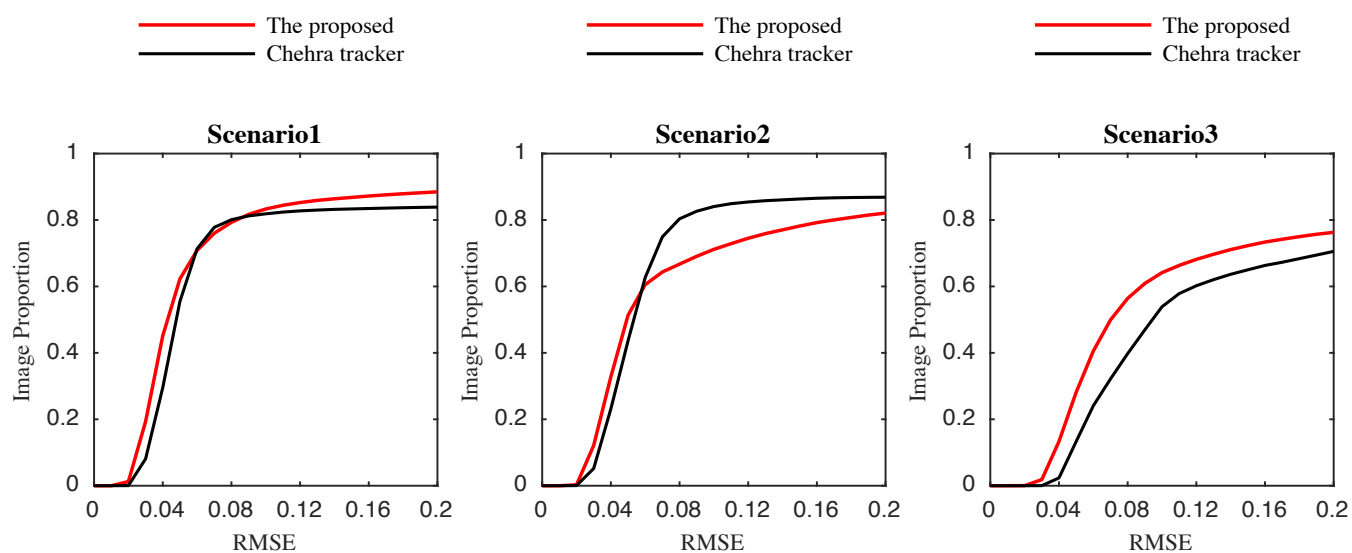 The proposed
Chehra tracker
The proposed
Chehra tracker
The proposed
Chehra tracker
Scenario1
1
0.8
0.6
0.4
0.2
0
Image Proportion
0 0.04 0.08 0.12 0.16 0.2
RMSE
Scenario2
1
0.8
0.6
0.4
0.2
0
Image Proportion
0 0.04 0.08 0.12 0.16 0.2
RMSE
Scenario3
1
0.8
0.6
0.4
0.2
0
Image Proportion
0 0.04 0.08 0.12 0.16 0.2
RMSE